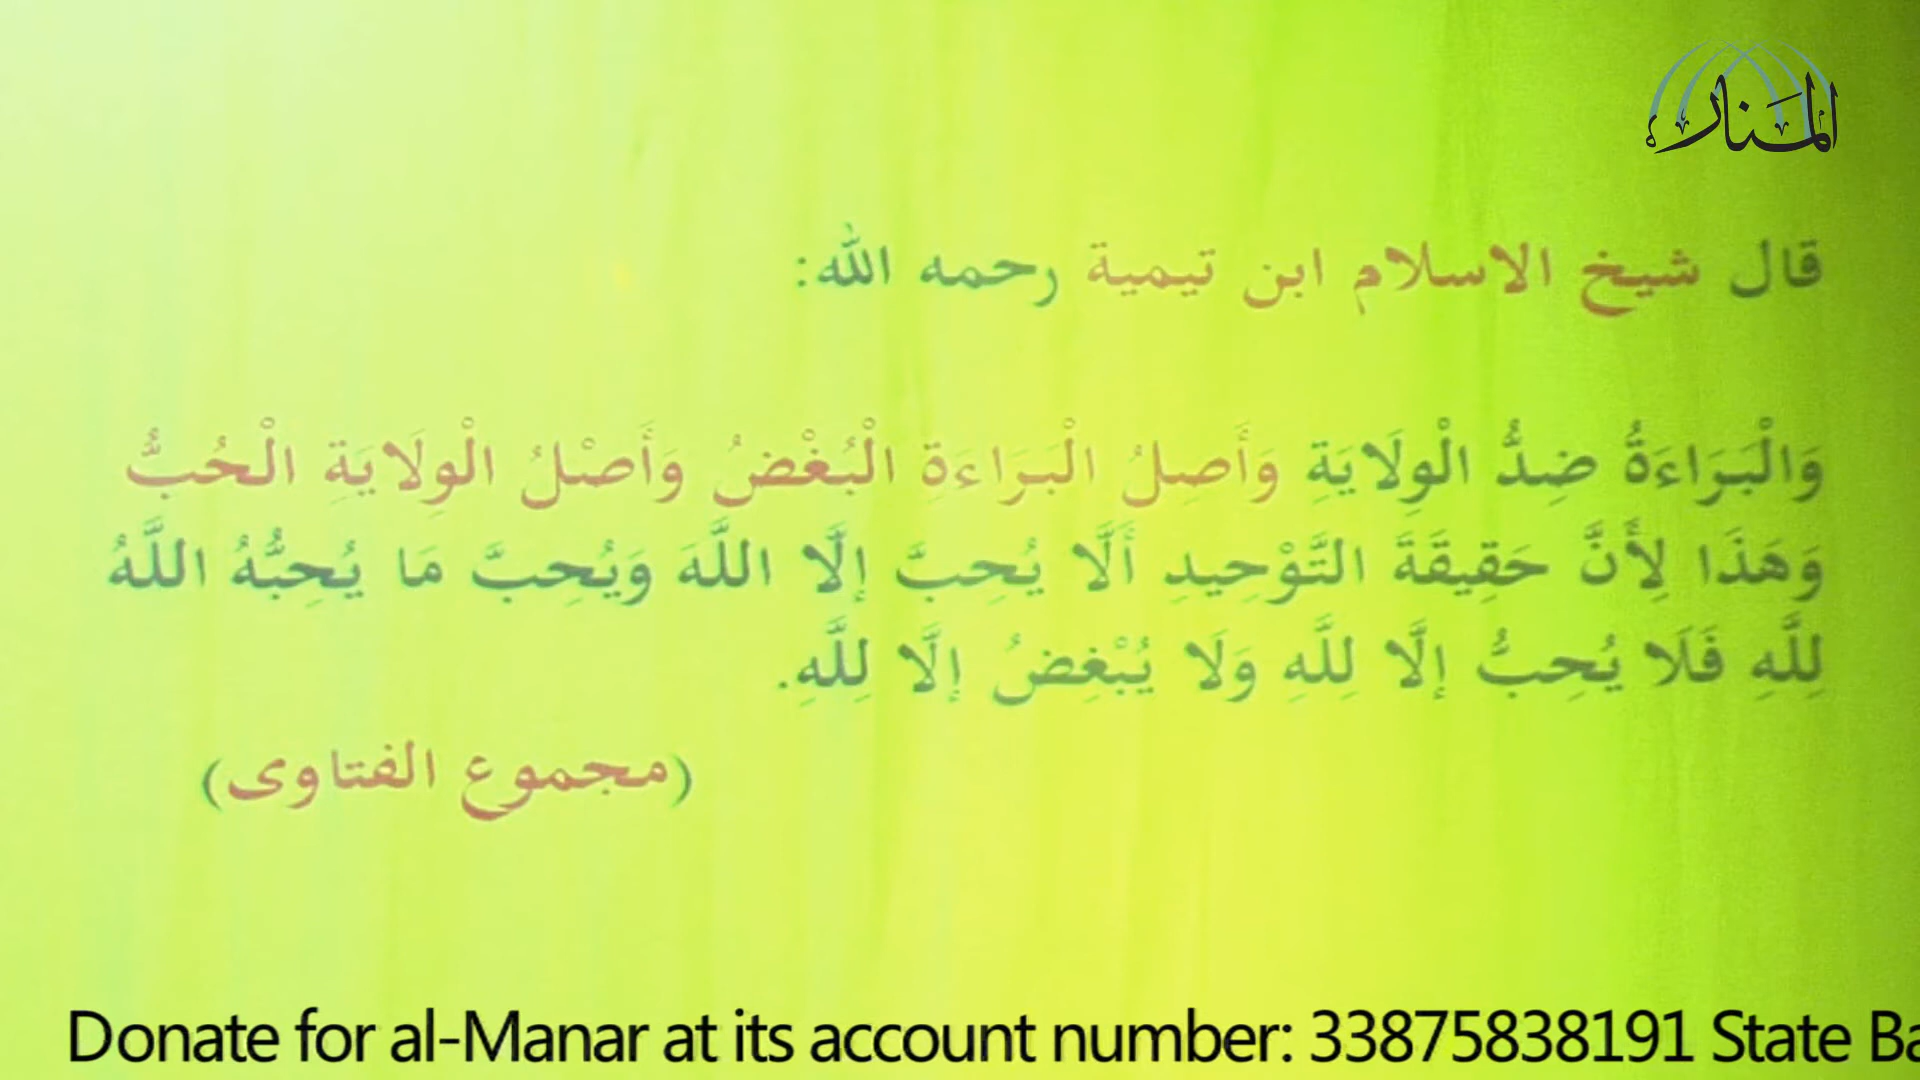 المنار
قال شيخ الاسلام ابن تيمية رحمه الله:
وَالْبَرَاءَةُ ضِدُّ الْوِلَايَةِ وَأَصِلُ الْبَرَاءَةِ الْبُغْضُ وَأَصْلُ الْوِلَايَةِ الْحُبُّ
وَهَذَا لِأَنَّ حَقِيقَةَ التَّوْحِيدِ أَلَّا يُحِبَّ إلَّا اللَّهَ وَيُحِبَّ مَا يُحِبُّهُ اللَّهُ
لِلَّهِ فَلَا يُحِبُّ إلَّا لِلَّهِ وَلَا يُبْغِضُ إلَّا لِلَّهِ.
(مجموع الفتاوى)
Donate for al-Manar at its account number: 33875838191 State Ba